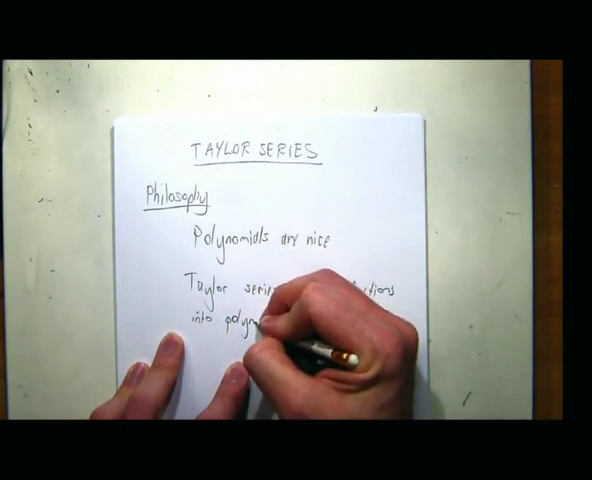 TAYLOR SERIES
Philosophy
Polynomials are nice
Taylor series
into